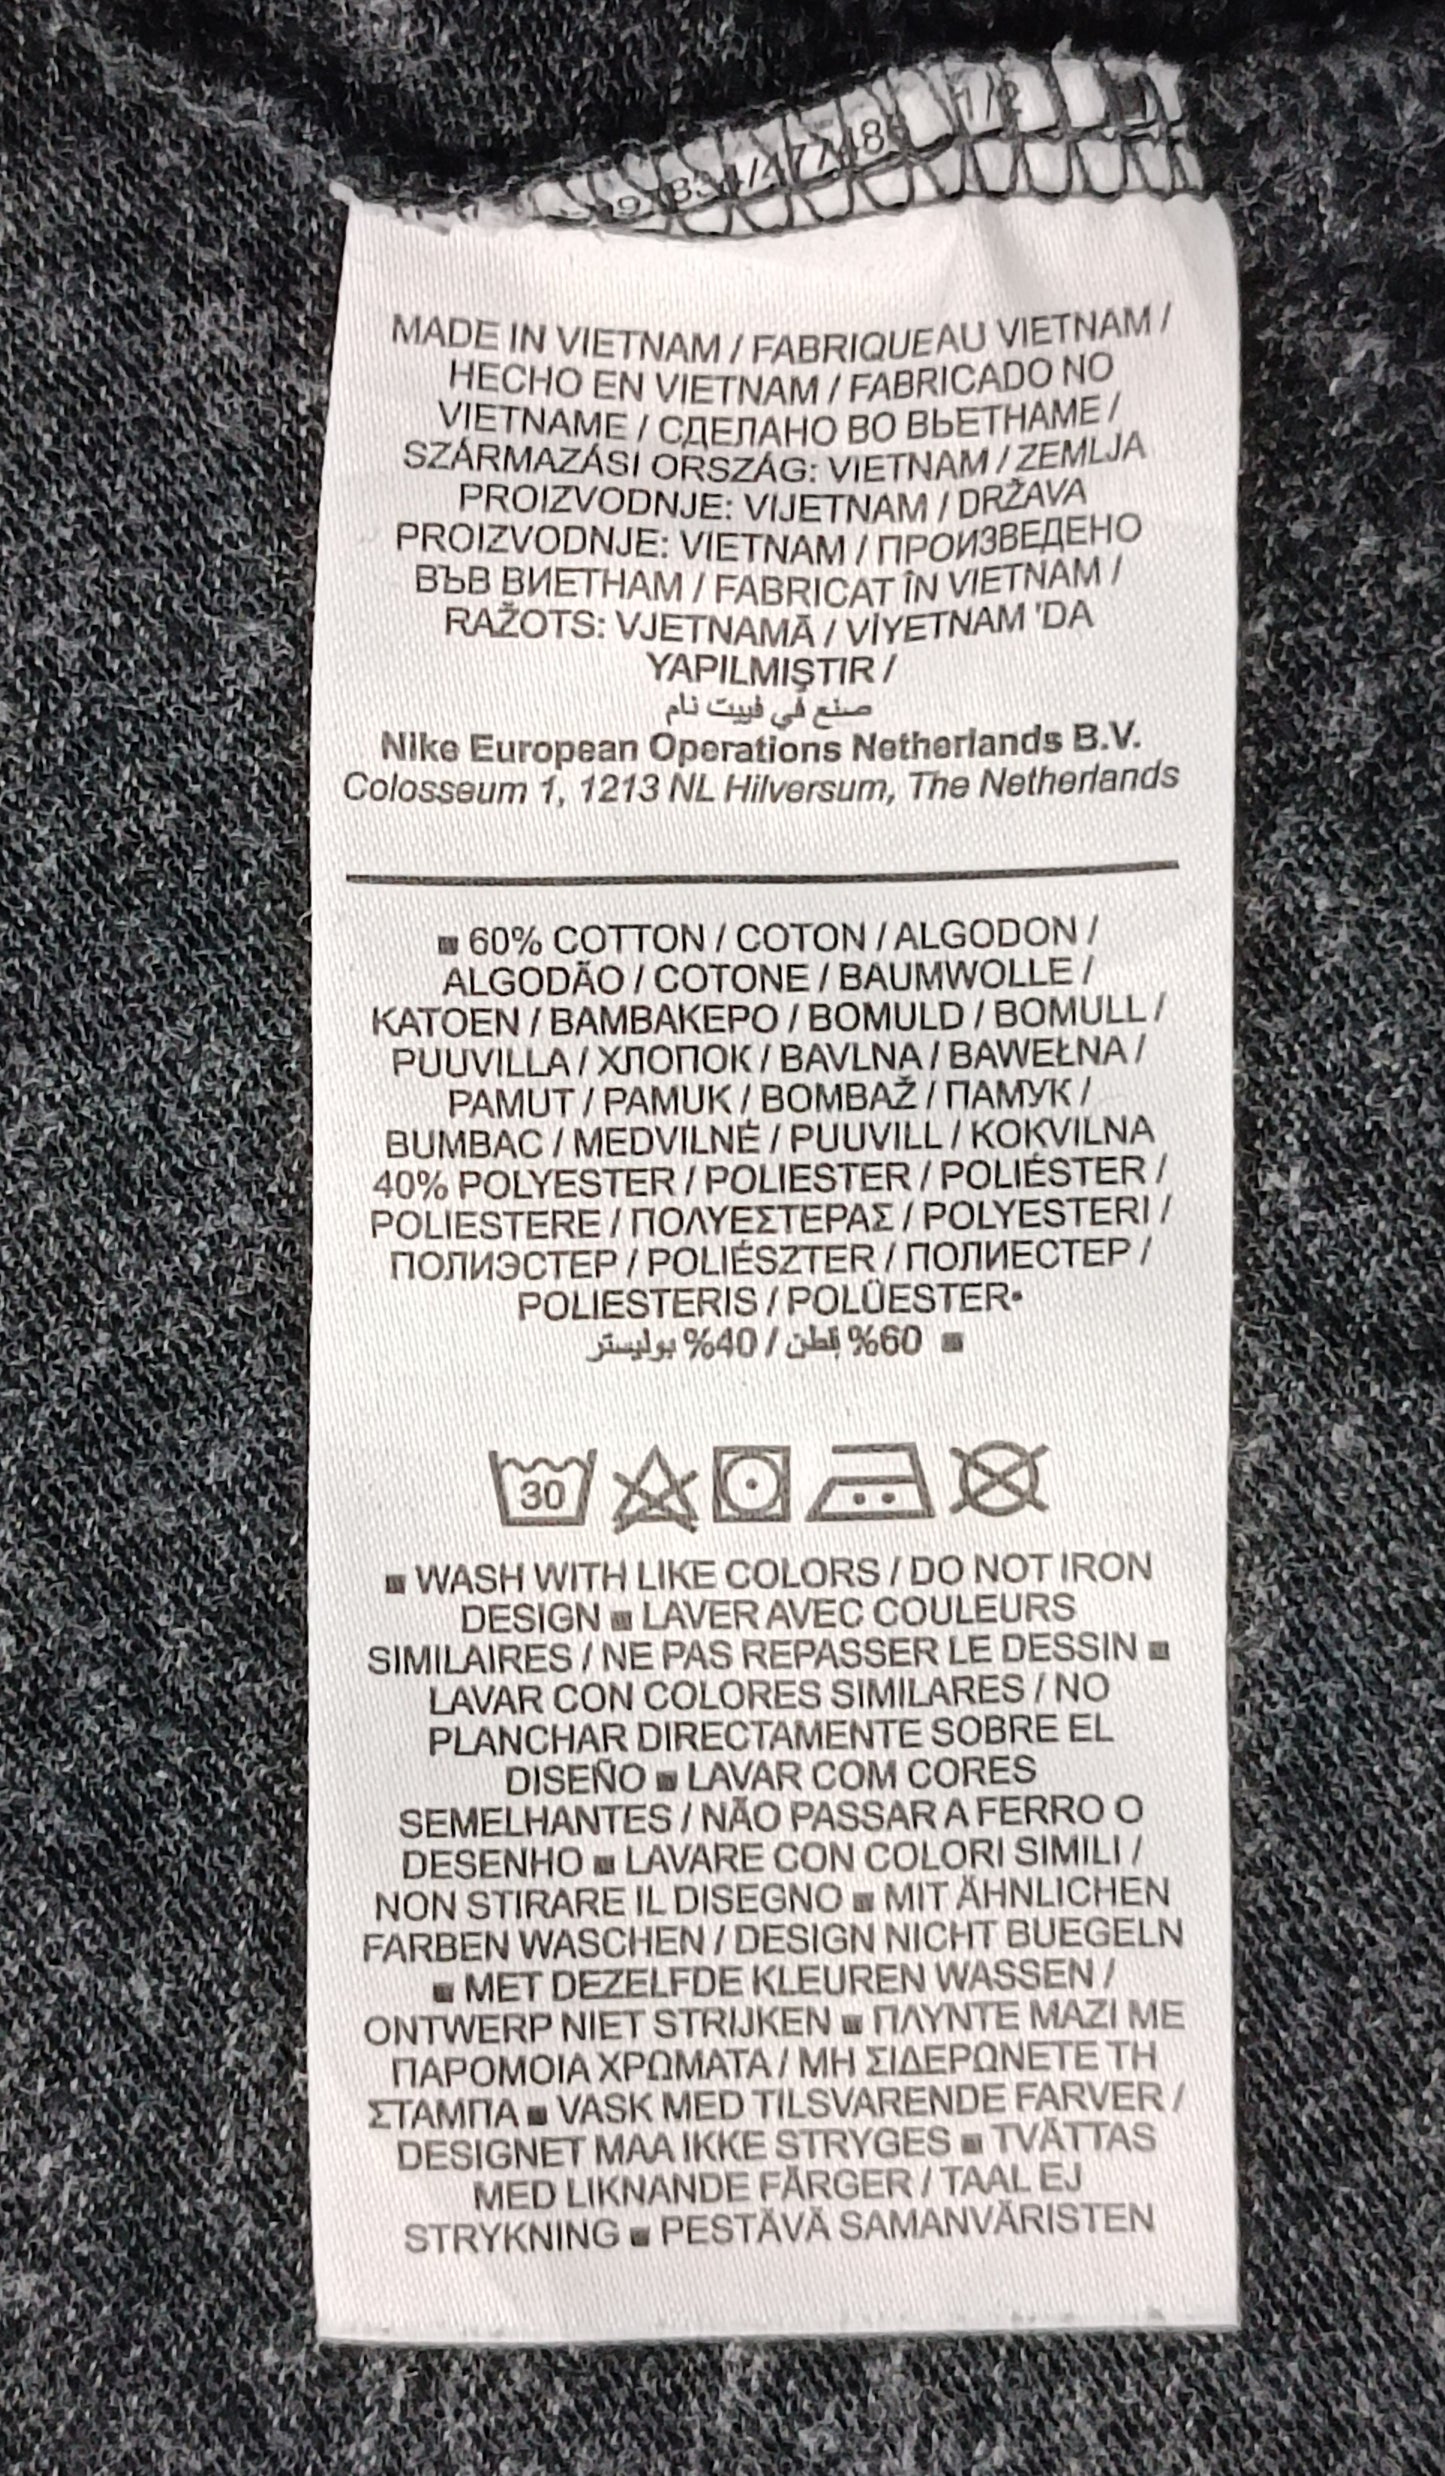 1/2
MADE IN VIETNAM / FABRIQUEAU VIETNAM /
HECHO EN VIETNAM / FABRICADO NO
VIETNAME / СДЕЛАНО ВО ВЬЕТНАМЕ /
SZÁRMAZÁSI ORSZÁG: VIETNAM / ZEMLJA
PROIZVODNJE: VIJETNAM / DRŽAVA
PROIZVODNJE: VIETNAM / ПРОИЗВЕДЕНО
ВЪВ ВИЕТНАМ / FABRICAT ÎN VIETNAM /
RAŽOTS: VJETNAMĀ / VİYETNAM 'DA
YAPILMIŞTIR /
صنع في فييت نام
Nike European Operations Netherlands B.V.
Colosseum 1, 1213 NL Hilversum, The Netherlands
■ 60% COTTON / COTON / ALGODON /
ALGODÃO / COTONE / BAUMWOLLE /
KATOEN / ΒΑΜΒΑΚΕΡΟ / BOMULD / BOMULL /
PUUVILLA / ХЛОПОК / BAVLNA / BAWEŁNA /
PAMUT / PAMUK / BOMBAŽ / ПАМУК /
BUMBAC / MEDVILNĖ / PUUVILL / KOKVILNA
40% POLYESTER / POLIESTER / POLIÉSTER /
POLIESTERE / ΠΟΛΥΕΣΤΕΡΑΣ / POLYESTERI /
ПОЛИЭСТЕР / POLIÉSZTER / ПОЛИЕСТЕР /
POLIESTERIS / POLÜESTER•
■ 60% قطن / 40% بوليستر
30
■ WASH WITH LIKE COLORS / DO NOT IRON
DESIGN ■ LAVER AVEC COULEURS
SIMILAIRES / NE PAS REPASSER LE DESSIN ■
LAVAR CON COLORES SIMILARES / NO
PLANCHAR DIRECTAMENTE SOBRE EL
DISEÑO ■ LAVAR COM CORES
SEMELHANTES / NÃO PASSAR A FERRO O
DESENHO ■ LAVARE CON COLORI SIMILI /
NON STIRARE IL DISEGNO ■ MIT ÄHNLICHEN
FARBEN WASCHEN / DESIGN NICHT BUEGELN
■ MET DEZELFDE KLEUREN WASSEN /
ONTWERP NIET STRIJKEN ■ ΠΛΥΝΤΕ ΜΑΖΙ ΜΕ
ΠΑΡΟΜΟΙΑ ΧΡΩΜΑΤΑ / ΜΗ ΣΙΔΕΡΩΝΕΤΕ ΤΗ
ΣΤΑΜΠΑ ■ VASK MED TILSVARENDE FARVER /
DESIGNET MAA IKKE STRYGES ■ TVÄTTAS
MED LIKNANDE FÄRGER / TAAL EJ
STRYKNING ■ PESTÄVÄ SAMANVÄRISTEN